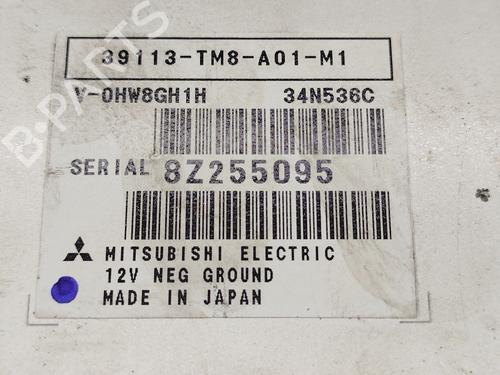 39113-TM8-A01-M1
V-0HW8GH1H 34N536C
SERIAL 8Z255095
MITSUBISHI ELECTRIC
12V NEG GROUND
MADE IN JAPAN
B-PARTS